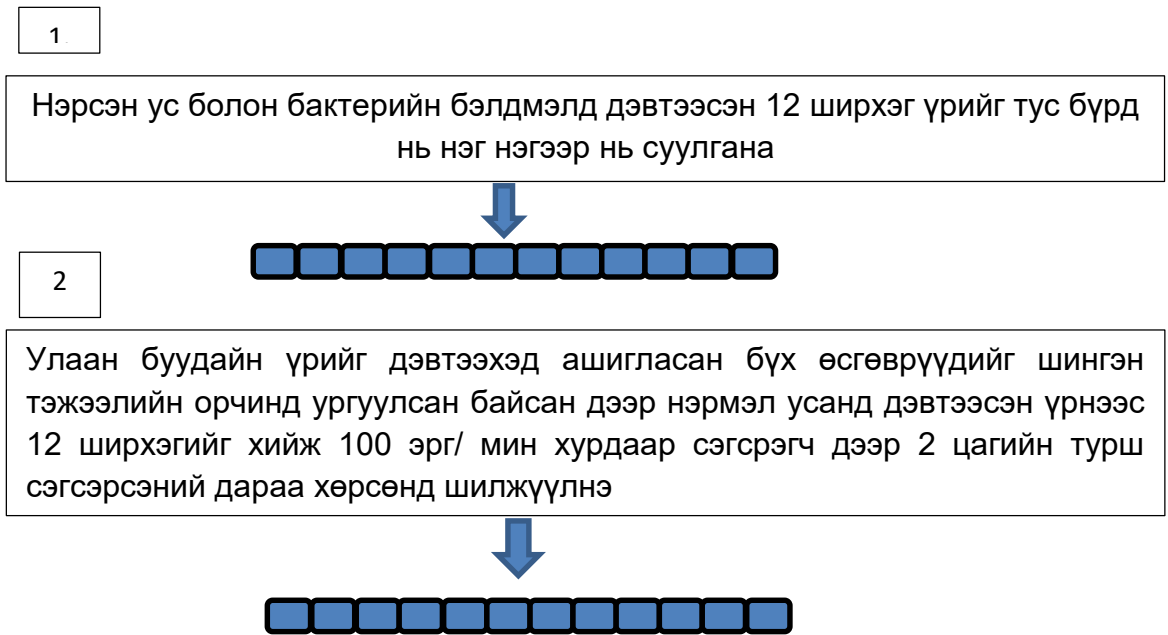 1
Нэрсэн ус болон бактерийн бэлдмэлд дэвтээсэн 12 ширхэг үрийг тус бүрд
нь нэг нэгээр нь суулгана
2
Улаан буудайн үрийг дэвтээхэд ашигласан бүх өсгөврүүдийг шингэн
тэжээлийн орчинд ургуулсан байсан дээр нэрмэл усанд дэвтээсэн үрнээс
12 ширхэгийг хийж 100 эрг/ мин хурдаар сэгсрэгч дээр 2 цагийн турш
сэгсэрсэний дараа хөрсөнд шилжүүлнэ